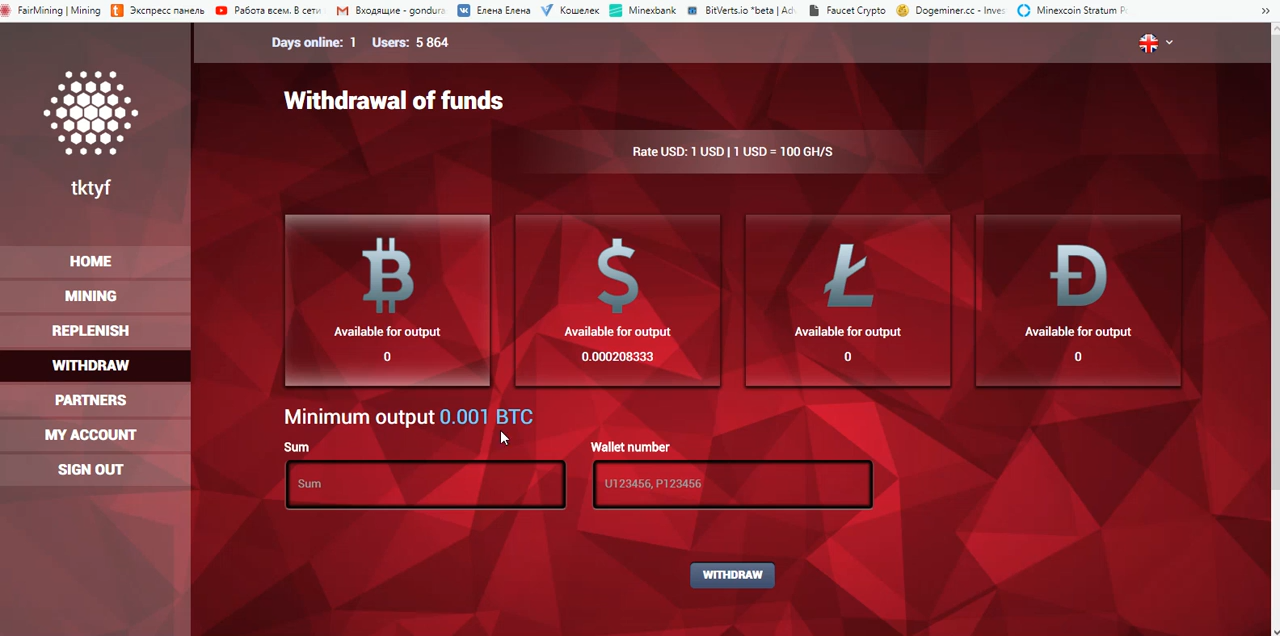 FairMining | Mining Экспресс панель Работа всем. В сети Входящие - gondura Елена Елена Кошелек Minexbank BitVerts.io *beta | Faucet Crypto Dogeminer.cc - Inves Minexcoin Stratum »
Days online: 1 Users: 5 864
Withdrawal of funds
Rate USD: 1 USD | 1 USD = 100 GH/S
tktyf
HOME
MINING
REPLENISH
WITHDRAW
PARTNERS
MY ACCOUNT
SIGN OUT
Available for output Available for output Available for output Available for output
0 0.000208333 0 0
Minimum output 0.001 BTC
Sum Wallet number
Sum U123456, P123456
WITHDRAW